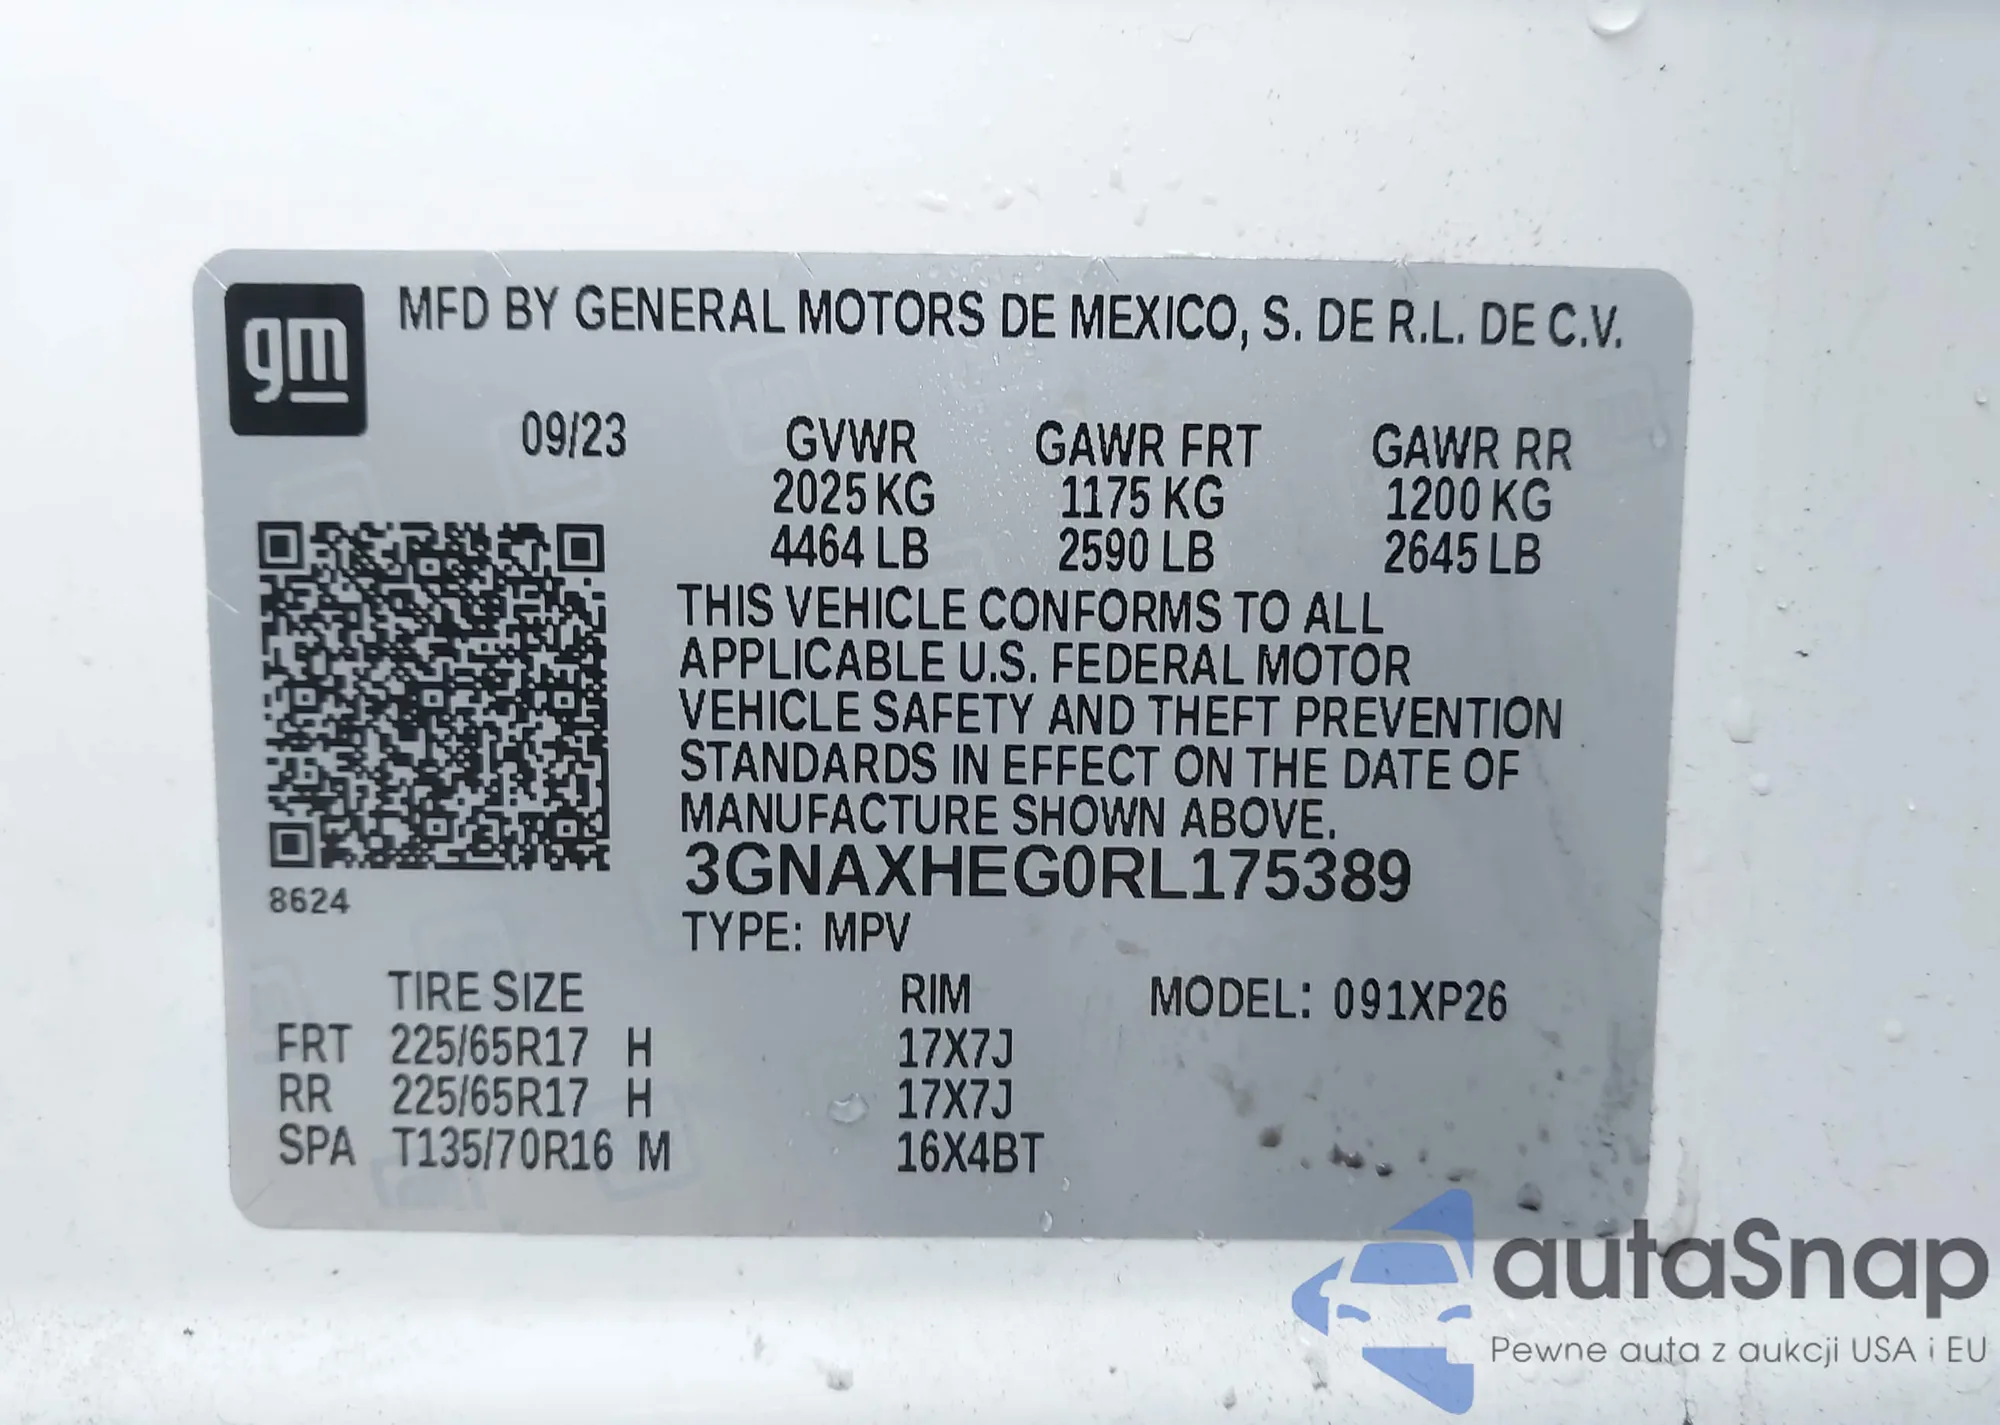 gm
MFD BY GENERAL MOTORS DE MEXICO, S. DE R.L. DE C.V.
09/23 GVWR GAWR FRT GAWR RR
2025 KG 1175 KG 1200 KG
4464 LB 2590 LB 2645 LB
THIS VEHICLE CONFORMS TO ALL
APPLICABLE U.S. FEDERAL MOTOR
VEHICLE SAFETY AND THEFT PREVENTION
STANDARDS IN EFFECT ON THE DATE OF
MANUFACTURE SHOWN ABOVE.
3GNAXHEG0RL175389
8624
TYPE: MPV
TIRE SIZE RIM MODEL: 091XP26
FRT 225/65R17 H 17X7J
RR 225/65R17 H 17X7J
SPA T135/70R16 M 16X4BT
autaSnap
Pewne auta z aukcji USA i EU